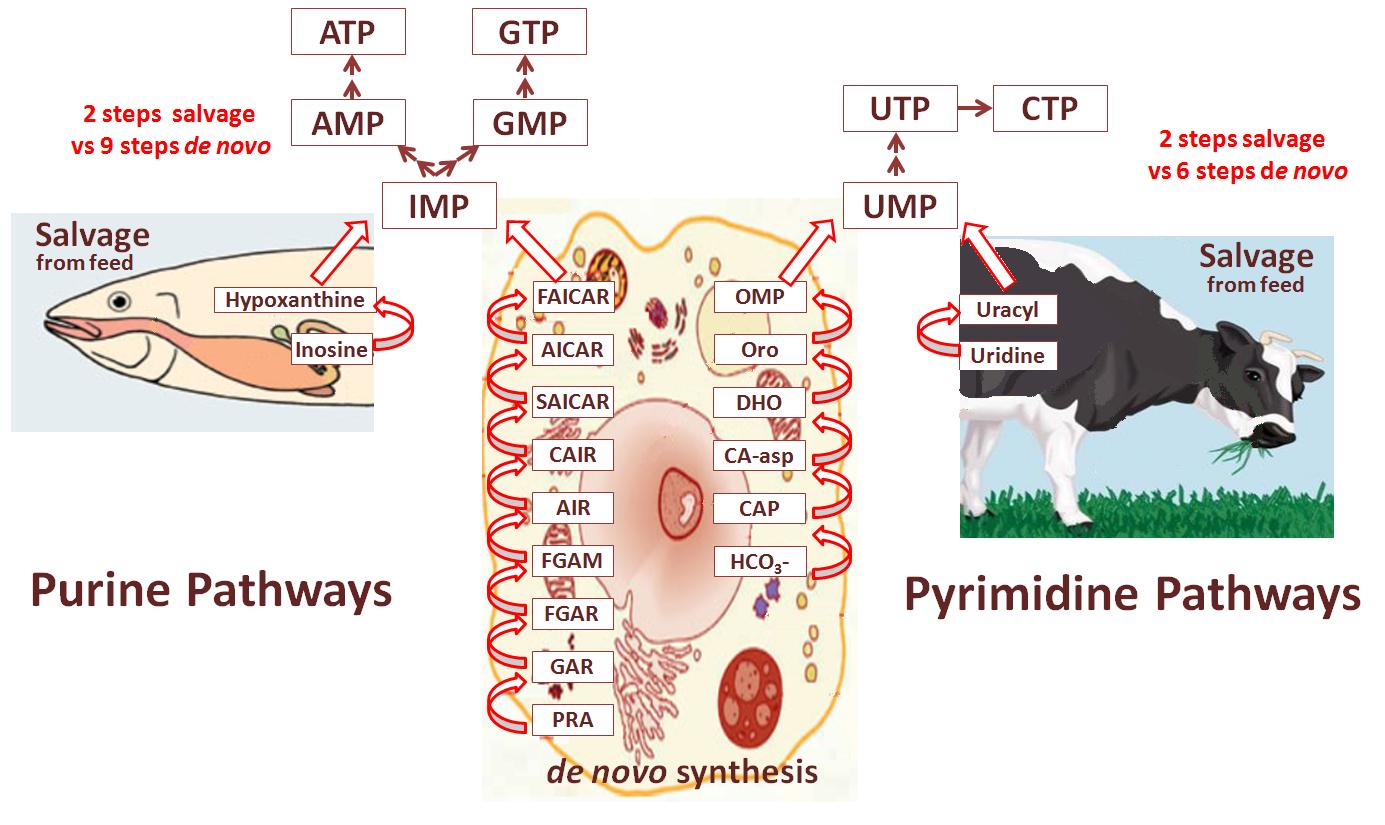 ATP
GTP
AMP
GMP
IMP
2 steps  salvage
vs 9 steps de novo
UTP
CTP
UMP
2 steps salvage
vs 6 steps de novo
Salvage
from feed
Hypoxanthine
Inosine
FAICAR
AICAR
SAICAR
CAIR
AIR
FGAM
FGAR
GAR
PRA
OMP
Oro
DHO
CA-asp
CAP
HCO₃-
de novo synthesis
Salvage
from feed
Uracyl
Uridine
Purine Pathways
Pyrimidine Pathways